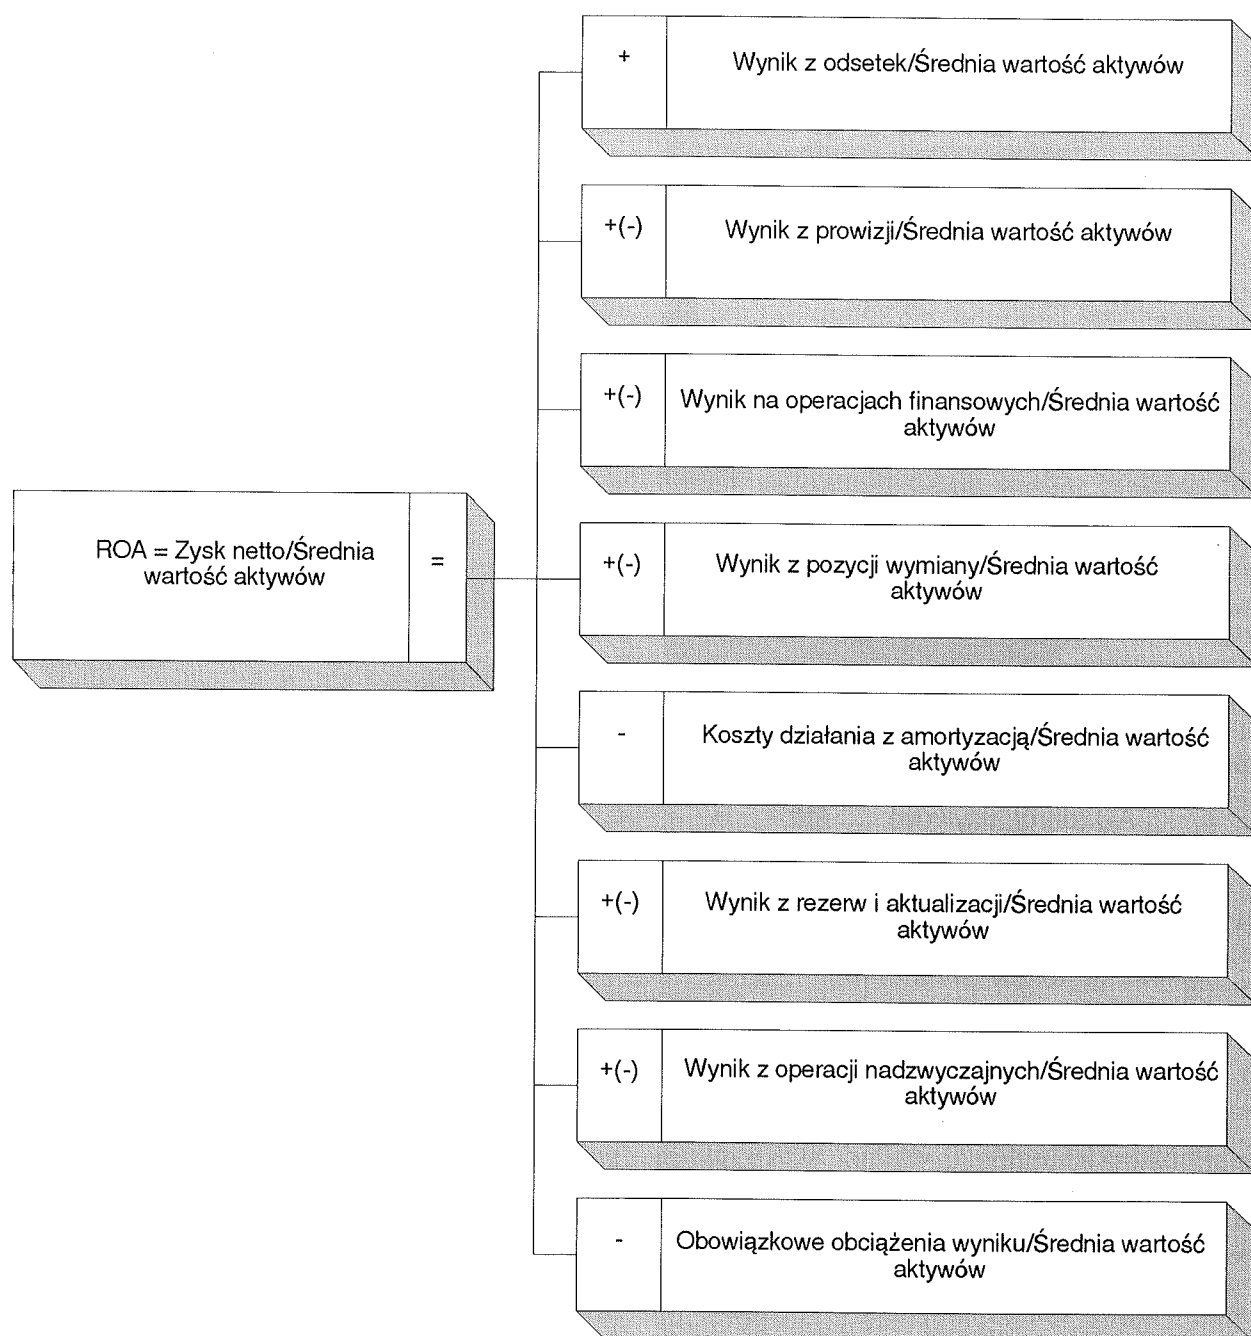 +
Wynik z odsetek/Średnia wartość aktywów
+(-)
Wynik z prowizji/Średnia wartość aktywów
+(-)
Wynik na operacjach finansowych/Średnia wartość
aktywów
ROA = Zysk netto/Średnia
wartość aktywów
=
+(-)
Wynik z pozycji wymiany/Średnia wartość
aktywów
-
Koszty działania z amortyzacją/Średnia wartość
aktywów
+(-)
Wynik z rezerw i aktualizacji/Średnia wartość
aktywów
+(-)
Wynik z operacji nadzwyczajnych/Średnia wartość
aktywów
-
Obowiązkowe obciążenia wyniku/Średnia wartość
aktywów